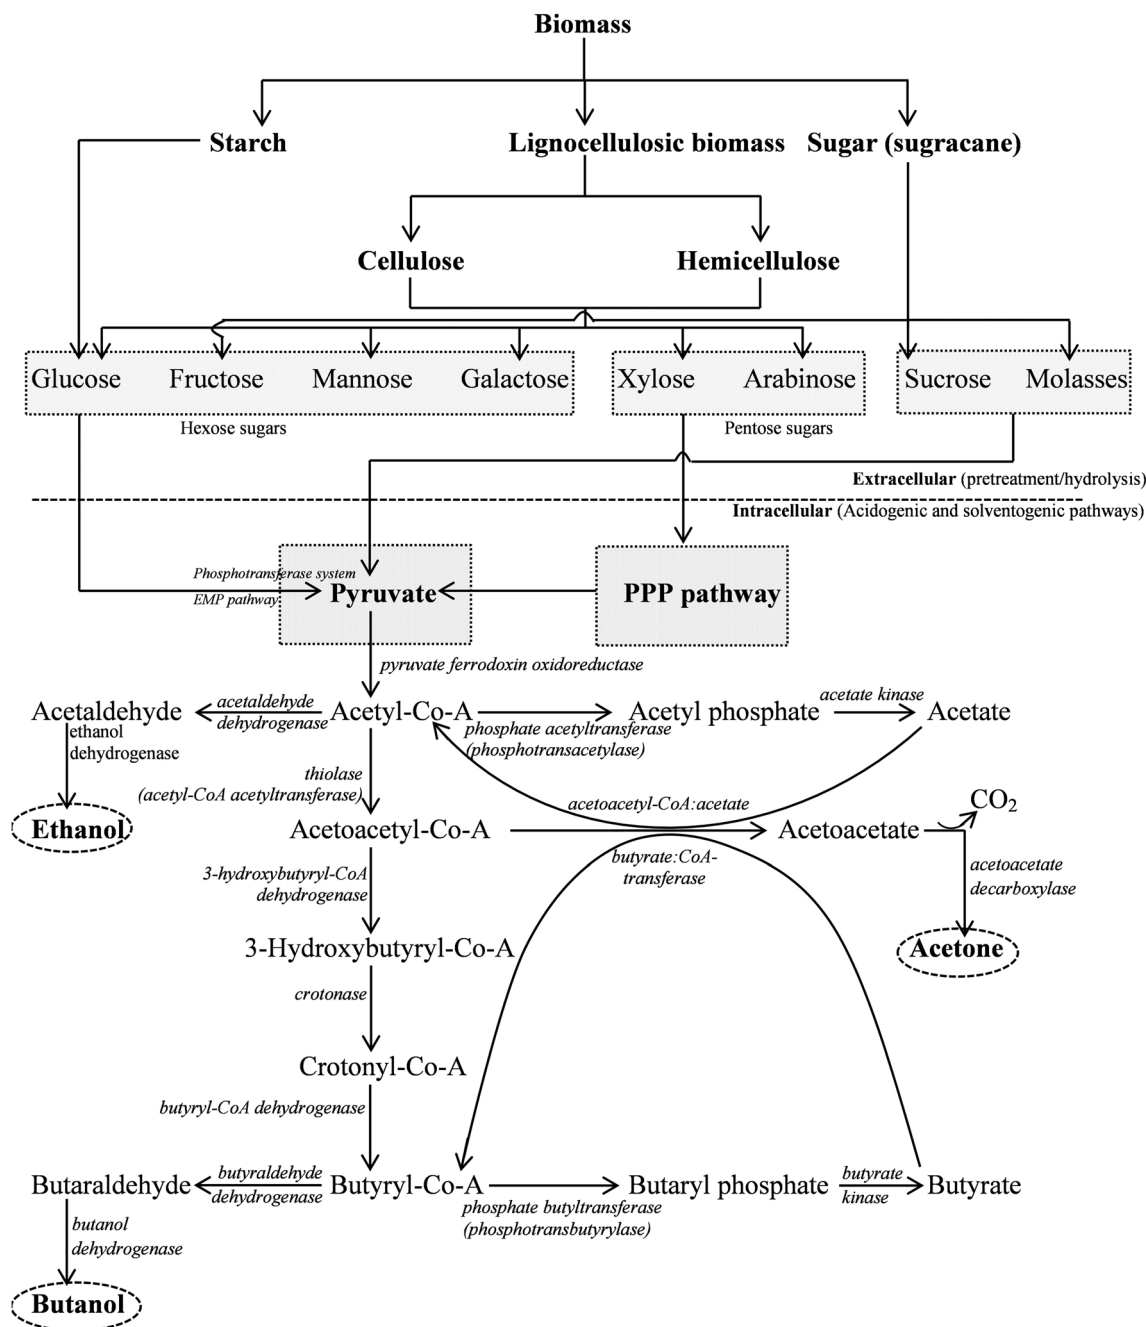 Biomass
Starch
Lignocellulosic biomass
Sugar (sugracane)
Cellulose
Hemicellulose
Glucose
Fructose
Mannose
Galactose
Xylose
Arabinose
Sucrose
Molasses
Hexose sugars
Pentose sugars
Extracellular (pretreatment/hydrolysis)
Intracellular (Acidogenic and solventogenic pathways)
Phosphotransferase system
EMP pathway
Pyruvate
PPP pathway
pyruvate ferrodoxin oxidoreductase
Acetaldehyde
acetaldehyde
dehydrogenase
Acetyl-Co-A
phosphate acetyltransferase
(phosphotransacetylase)
Acetyl phosphate
acetate kinase
Acetate
ethanol
dehydrogenase
Ethanol
thiolase
(acetyl-CoA acetyltransferase)
Acetoacetyl-Co-A
acetoacetyl-CoA:acetate
butyrate:CoA-
transferase
Acetoacetate
CO2
acetoacetate
decarboxylase
Acetone
3-hydroxybutyryl-CoA
dehydrogenase
3-Hydroxybutyryl-Co-A
crotonase
Crotonyl-Co-A
butyryl-CoA dehydrogenase
Butaraldehyde
butyraldehyde
dehydrogenase
Butyryl-Co-A
phosphate butyltransferase
(phosphotransbutyrylase)
Butaryl phosphate
butyrate
kinase
Butyrate
butanol
dehydrogenase
Butanol